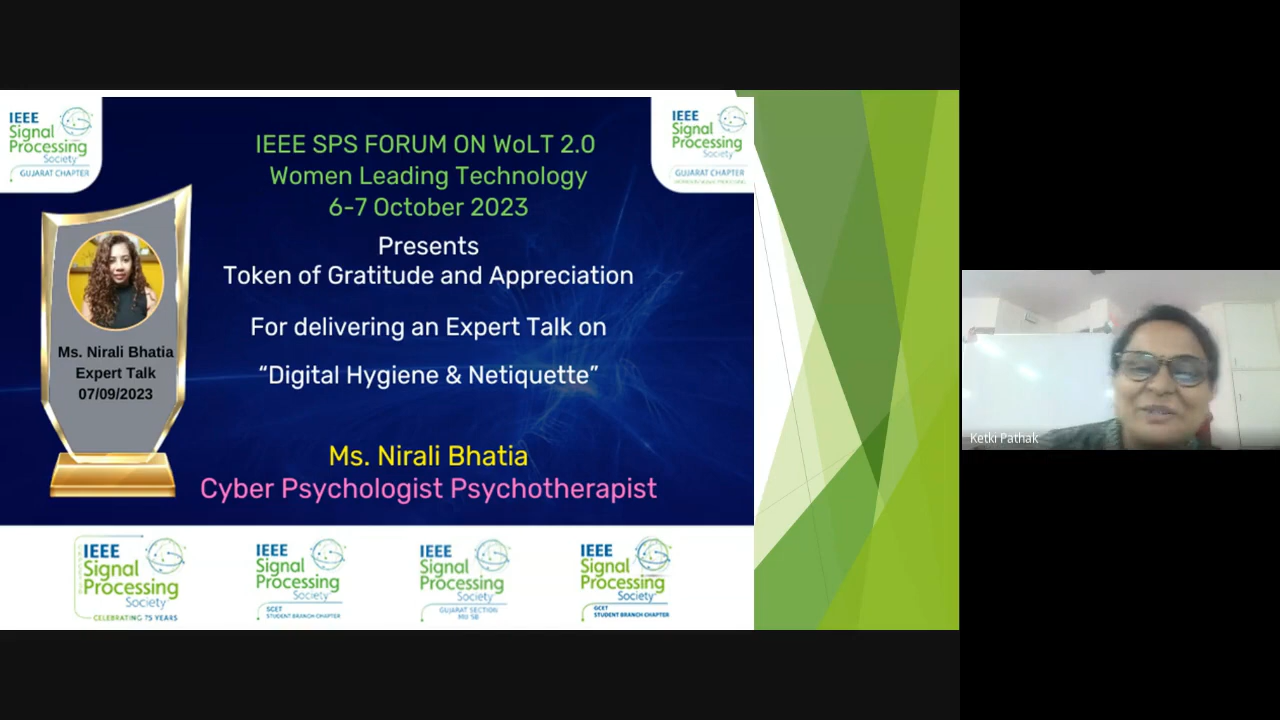 IEEE
Signal
Processing
Society
GUJARAT CHAPTER
IEEE
Signal
Processing
Society
GUJARAT CHAPTER
IEEE SPS FORUM ON WoLT 2.0
Women Leading Technology
6-7 October 2023
Presents
Token of Gratitude and Appreciation
For delivering an Expert Talk on
“Digital Hygiene & Netiquette”
Ms. Nirali Bhatia
Cyber Psychologist Psychotherapist
Ms. Nirali Bhatia
Expert Talk
07/09/2023
IEEE
Signal
Processing
Society
CELEBRATING 75 YEARS
IEEE
Signal
Processing
Society
SCET
STUDENT BRANCH CHAPTER
IEEE
Signal
Processing
Society
GUJARAT SECTION
IEEE
Signal
Processing
Society
GCET
STUDENT BRANCH CHAPTER
Ketki Pathak